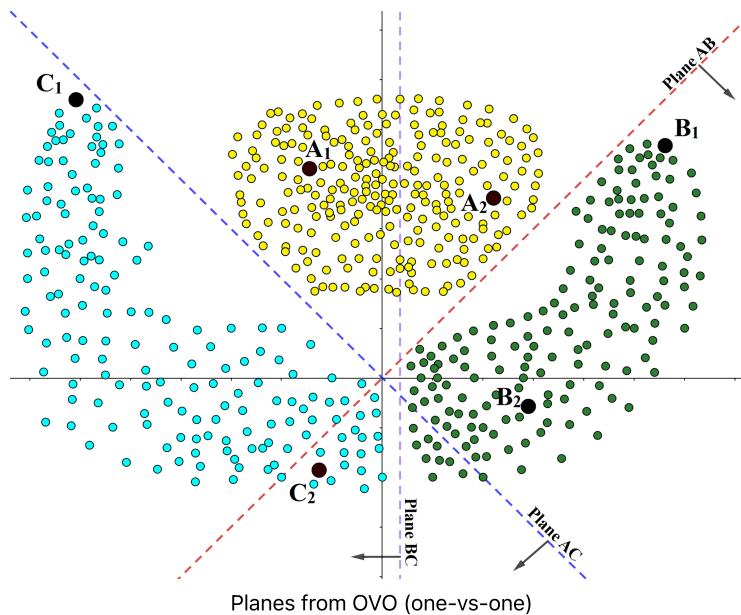 Plane AB
C₁
B₁
A₁
A₂
B₂
C₂
Plane BC
Plane AC
Planes from OVO (one-vs-one)